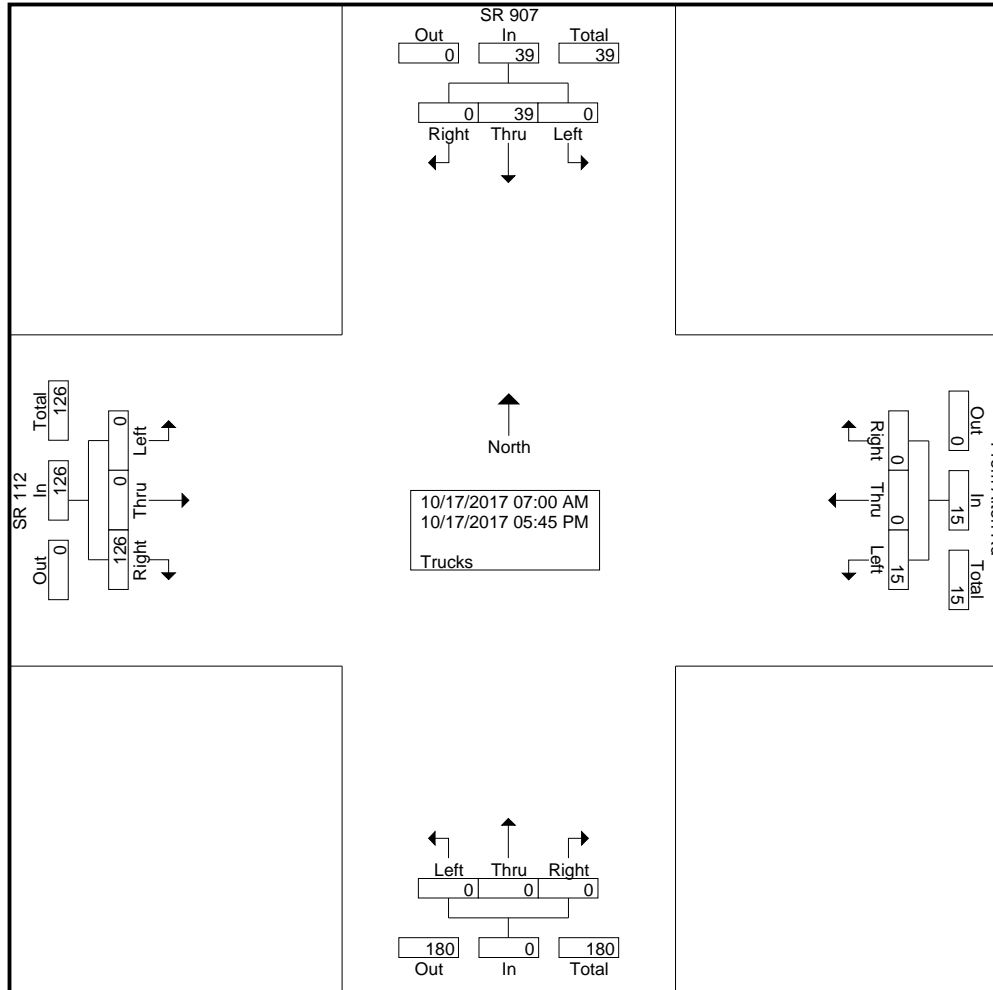 SR 907
Out In Total
0 39 39
0 39 0
Right Thru Left
SR 112
Total In Out
126 126 0
0 0 126
Left Thru Right
North
10/17/2017 07:00 AM
10/17/2017 05:45 PM
Trucks
Right Thru Left
0 0 15
Out In Total
0 15 15
Left Thru Right
0 0 0
180 0 180
Out In Total